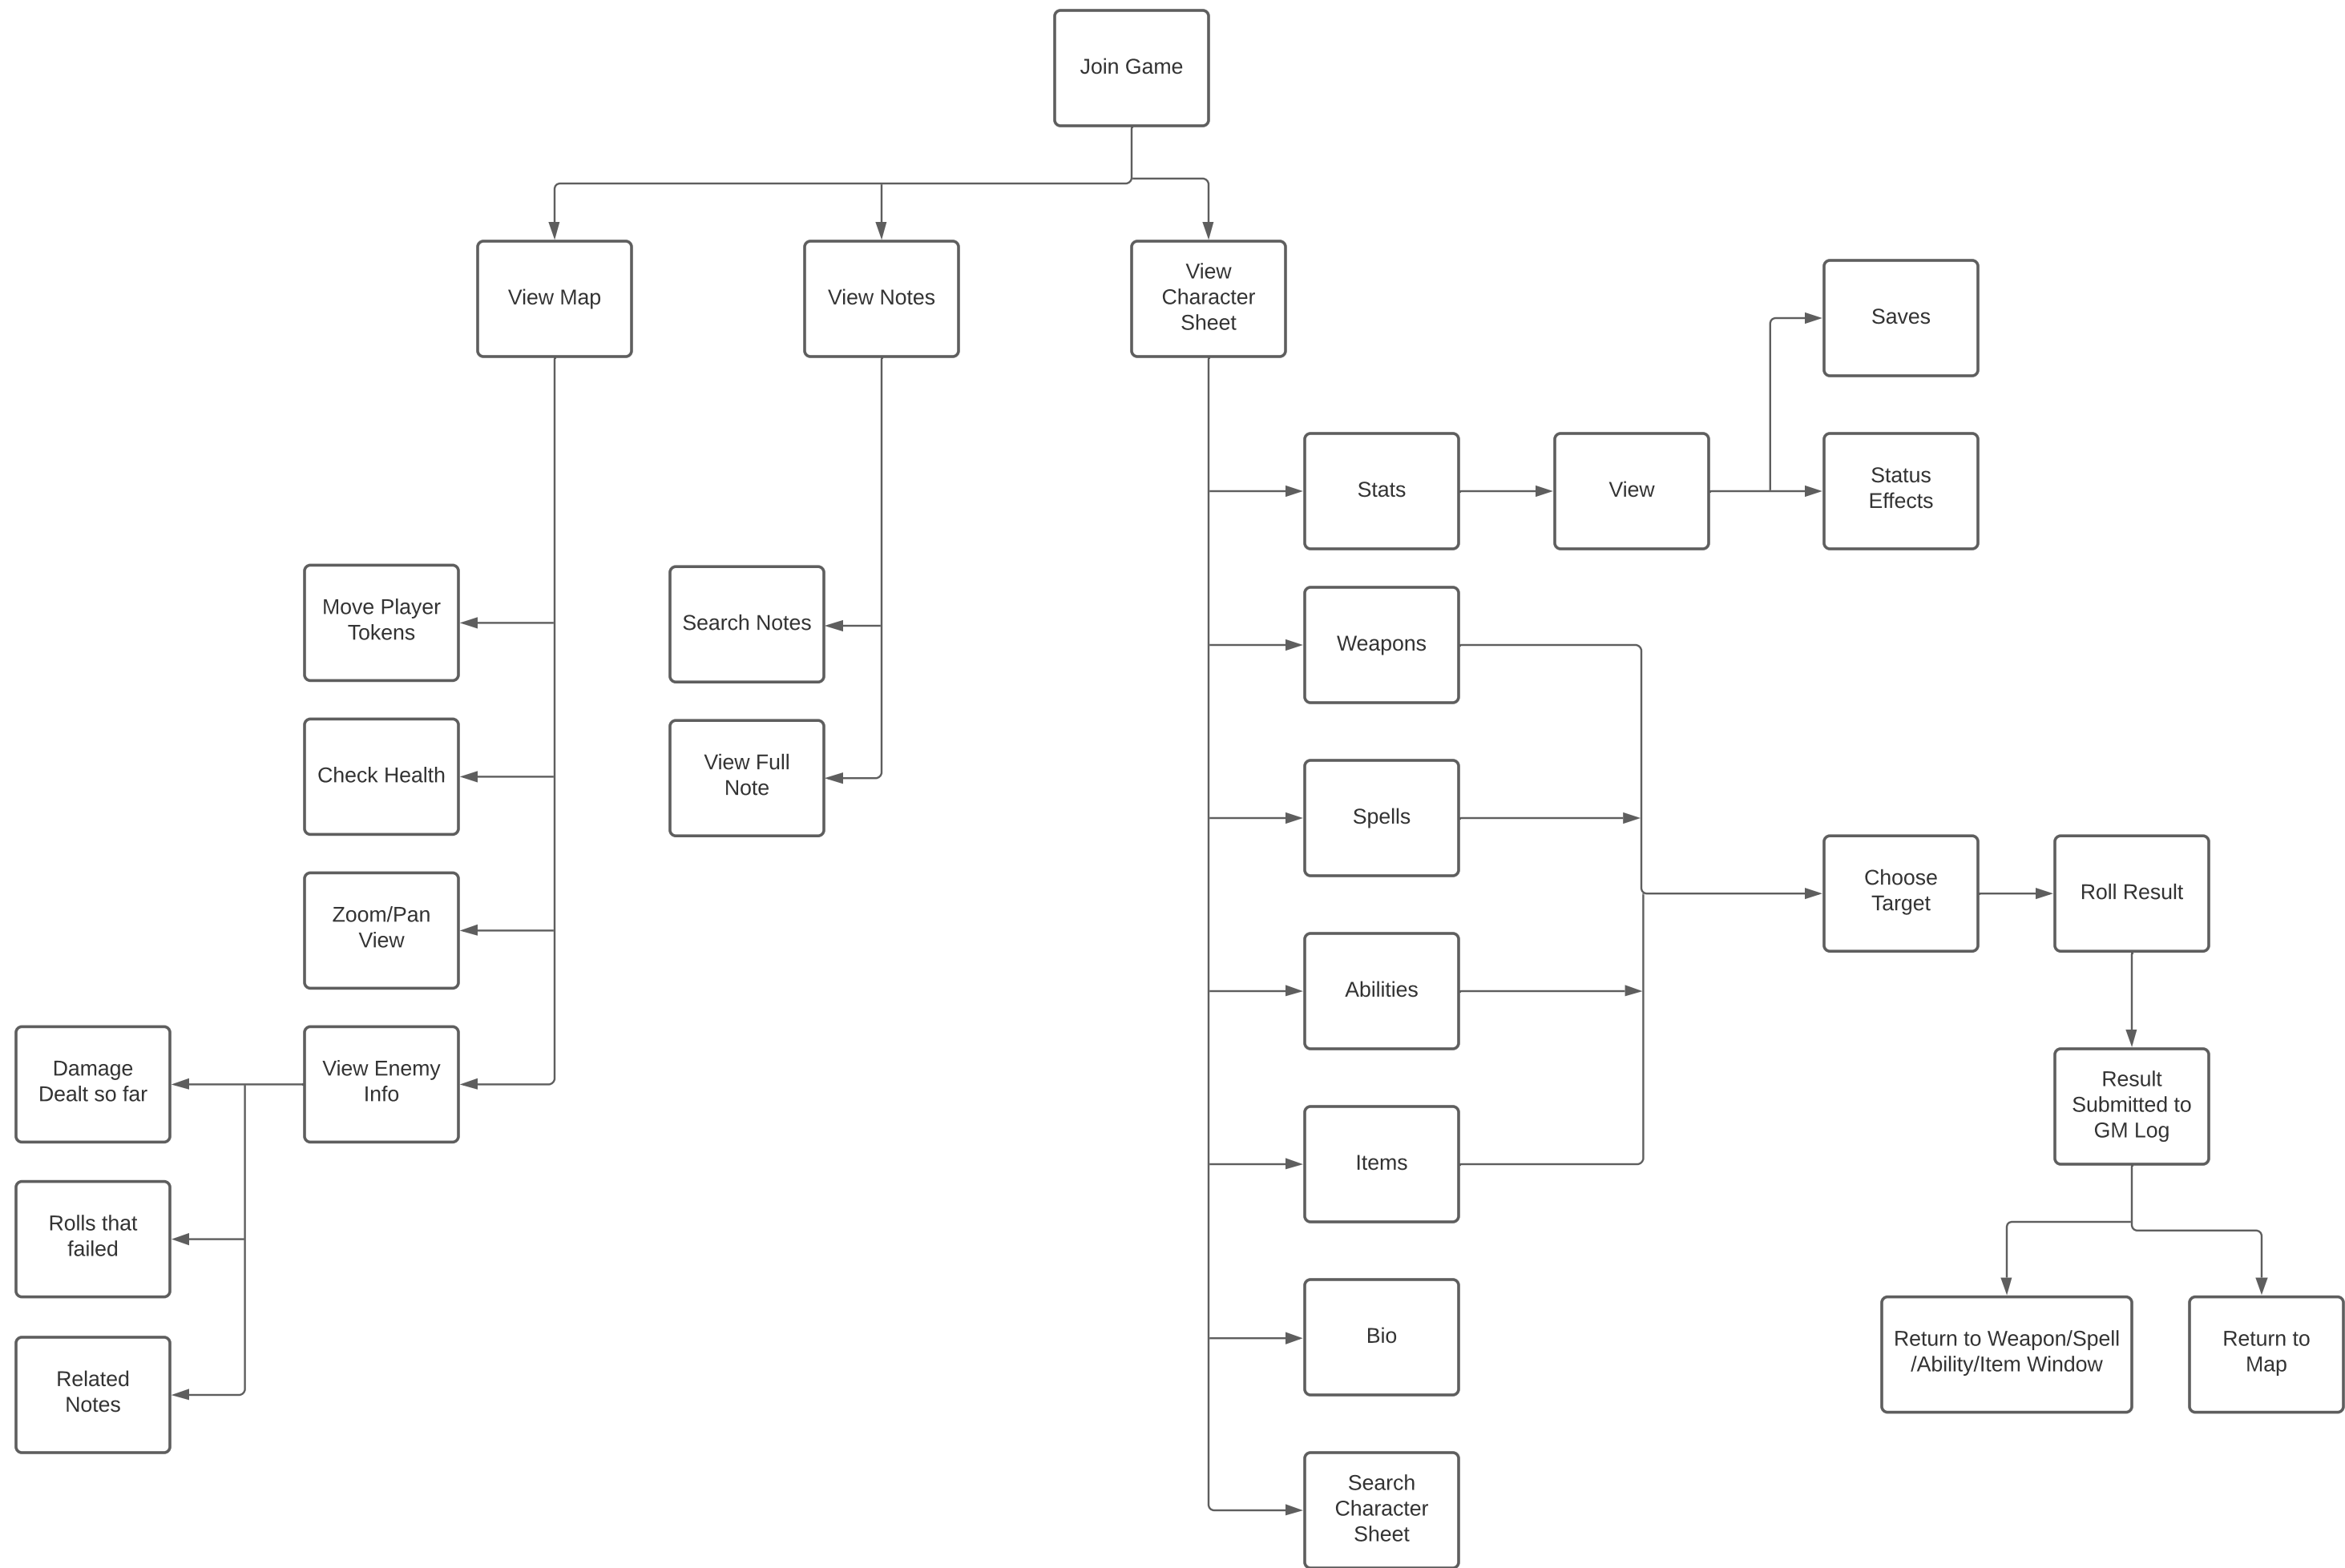 Join Game
View Map
View Notes
View
Character
Sheet
Saves
Stats
View
Status
Effects
Move Player
Tokens
Search Notes
Weapons
Check Health
View Full
Note
Spells
Zoom/Pan
View
Choose
Target
Roll Result
Abilities
Damage
Dealt so far
View Enemy
Info
Result
Submitted to
GM Log
Items
Rolls that
failed
Bio
Return to Weapon/Spell
/Ability/Item Window
Return to
Map
Related
Notes
Search
Character
Sheet